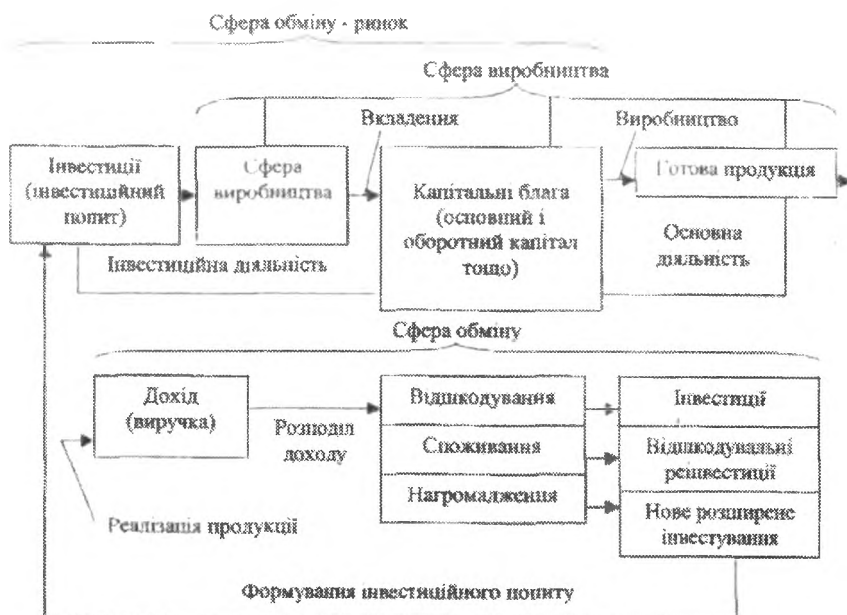 Сфера обміну - ринок
Сфера виробництва
Вкладення
Виробництво
Інвестиції
(інвестиційний
попит)
Сфера
виробництва
Капітальні блага
(основний і
оборотний капітал
тощо)
Готова продукція
Інвестиційна діяльність
Основна
діяльність
Сфера обміну
Дохід
(виручка)
Розподіл
доходу
Відшкодування
Споживання
Нагромадження
Інвестиції
Відшкодувальні
реінвестиції
Нове розширене
інвестування
Реалізація продукції
Формування інвестиційного попиту